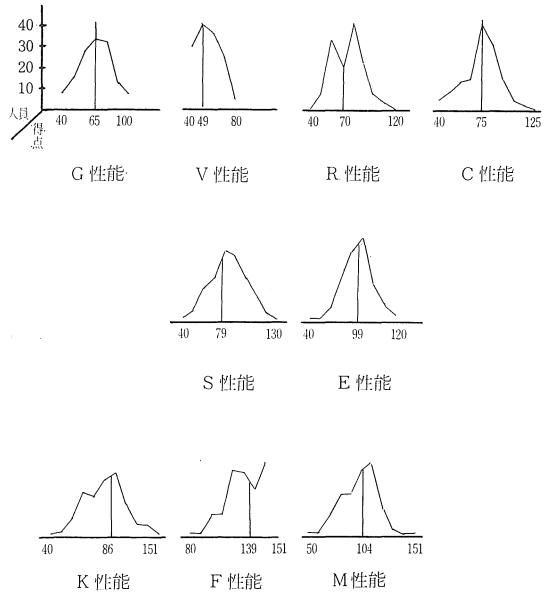 40
30
20
10
人員
得点
40 65 100
40 49 80
40 70 120
40 75 125
G 性能
V 性能
R 性能
C 性能
40 79 130
40 99 120
S 性能
E 性能
40 86 151
80 139 151
50 104 151
K 性能
F 性能
M 性能